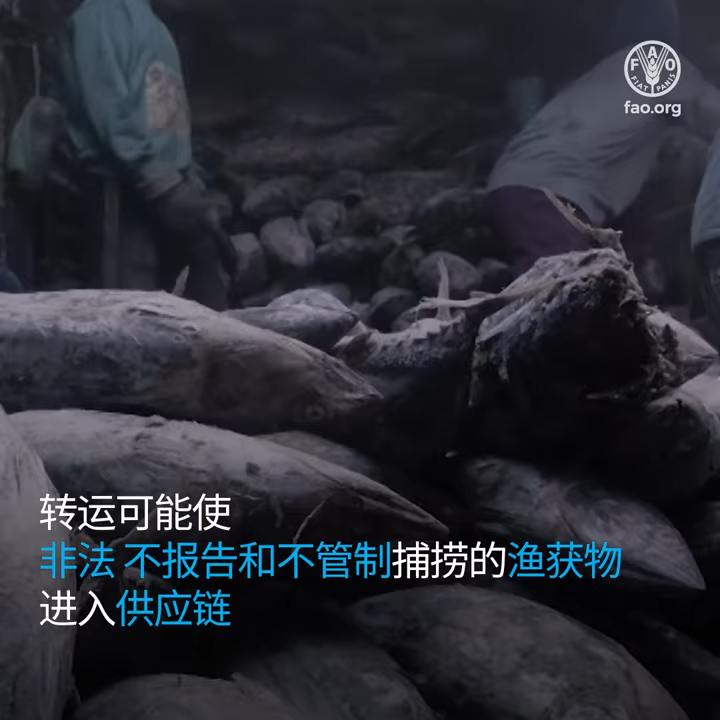 FAO
FIAT PANIS
fao.org
转运可能使
非法 不报告和不管制捕捞的渔获物
进入供应链